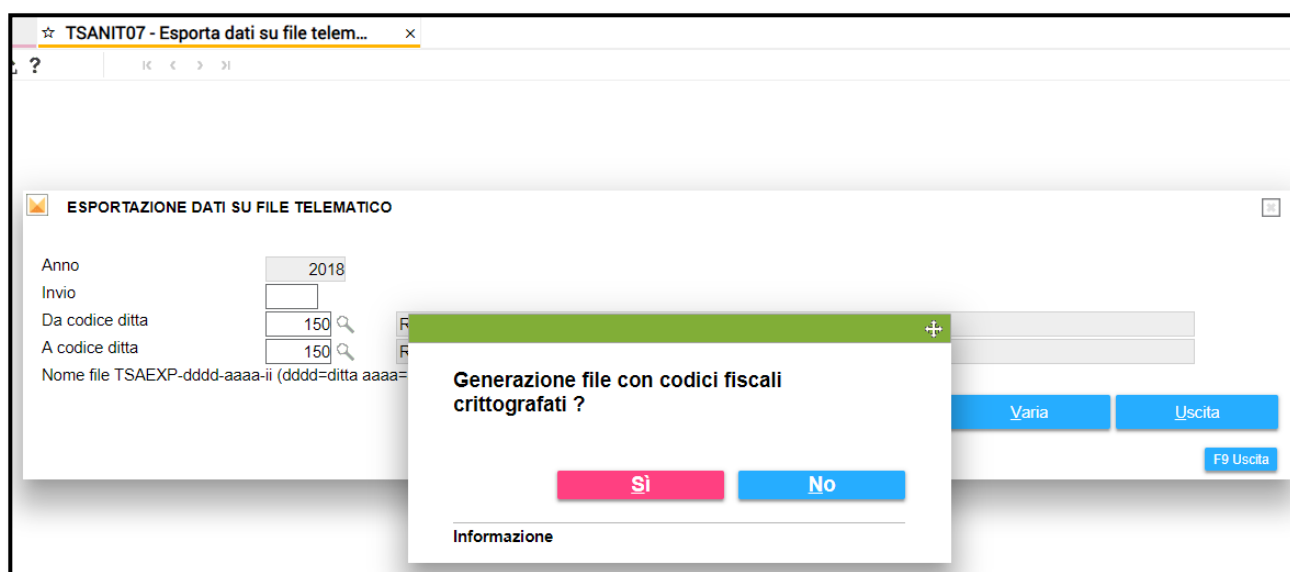 ☆ TSANIT07 - Esporta dati su file telem... ×
?
ESPORTAZIONE DATI SU FILE TELEMATICO
Anno 2018
Invio
Da codice ditta 150 R
A codice ditta 150 R
Nome file TSAEXP-dddd-aaaa-ii (dddd=ditta aaaa=
Generazione file con codici fiscali
crittografati ?
Varia Uscita
F9 Uscita
Sì No
Informazione